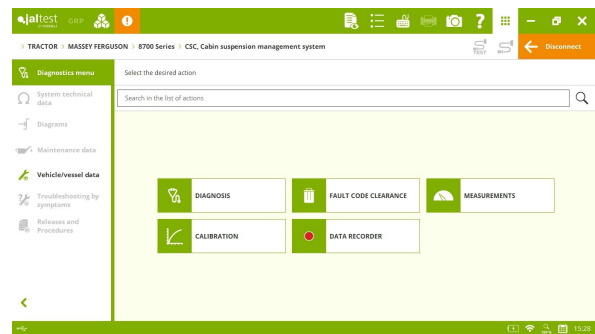 jaltest GRP
TRACTOR > MASSEY FERGUSON > 8700 Series > CSC, Cabin suspension management system
TEST
Disconnect
Diagnostics menu
Select the desired action
System technical
data
Search in the list of actions
Diagrams
Maintenance data
Vehicle/vessel data
Troubleshooting by
symptoms
Releases and
Procedures
DIAGNOSIS
FAULT CODE CLEARANCE
MEASUREMENTS
CALIBRATION
DATA RECORDER
15:28